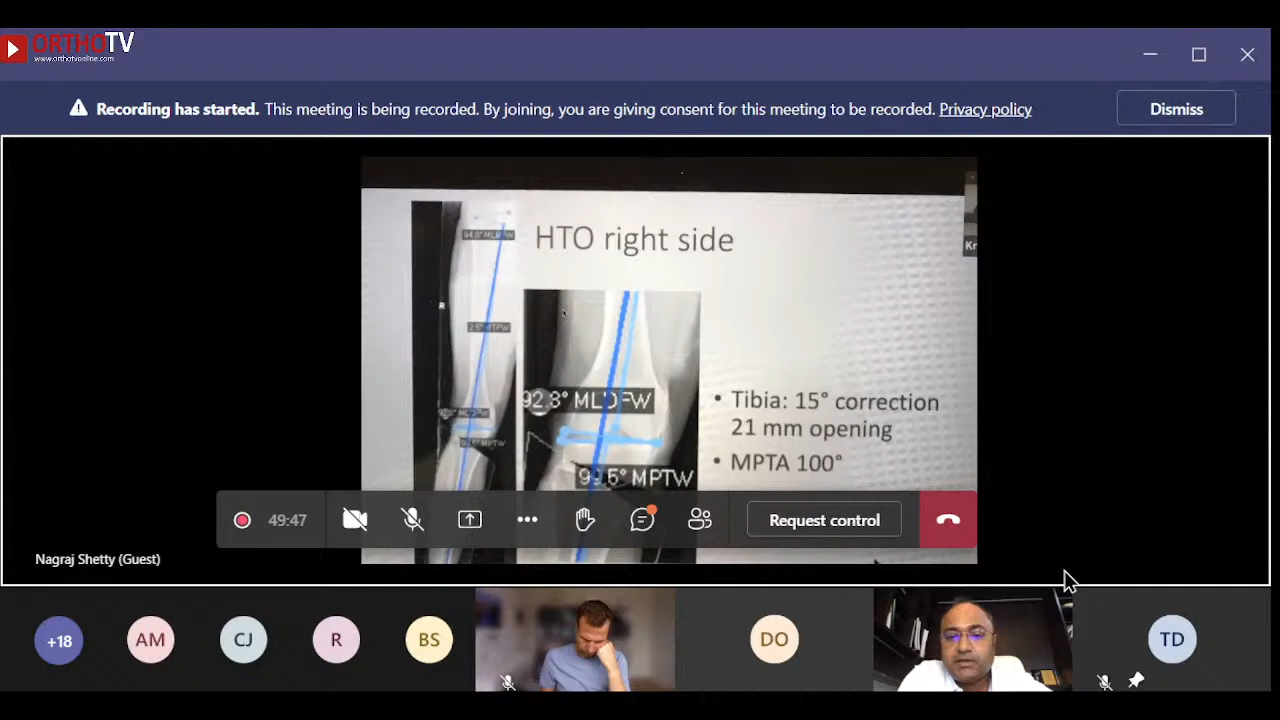 ORTHOTV
www.orthotvonline.com
Recording has started. This meeting is being recorded. By joining, you are giving consent for this meeting to be recorded. Privacy policy
Dismiss
HTO right side
R
Kr
92.8° MLDFW
• Tibia: 15° correction
21 mm opening
• MPTA 100°
99.5° MPTW
49:47
Request control
Nagraj Shetty (Guest)
+18
AM
CJ
R
BS
DO
TD